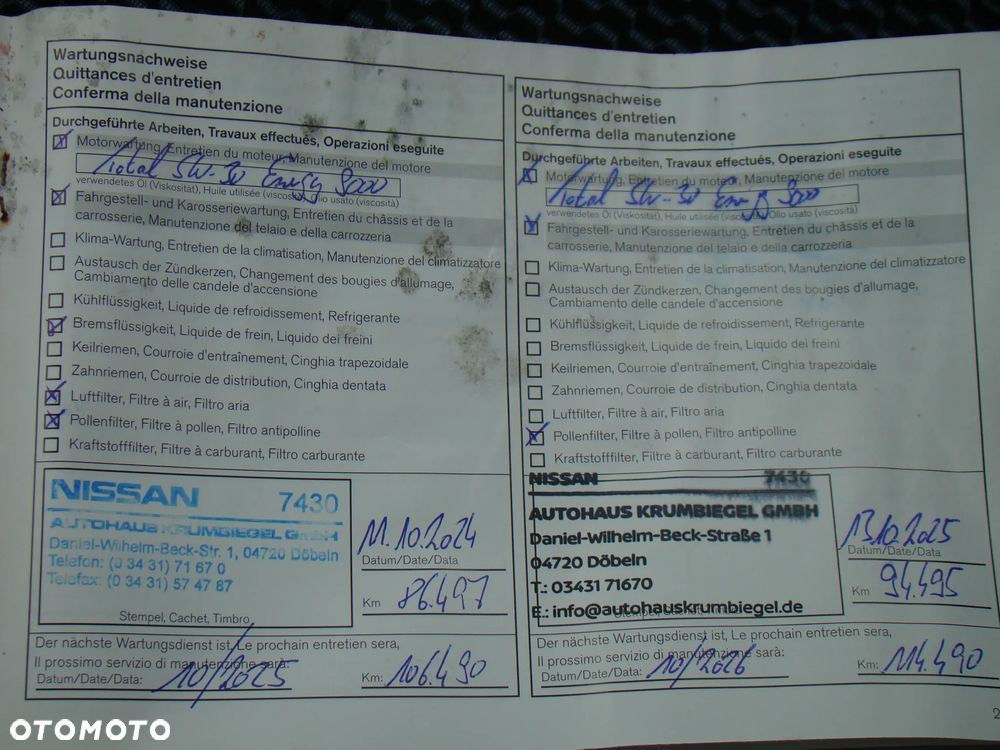 Wartungsnachweise
Quittances d'entretien
Conferma della manutenzione
Durchgeführte Arbeiten, Travaux effectués, Operazioni eseguite
Motorwartung, Entretien du moteur, Manutenzione del motore
Total 5W-30 Energy 9000
verwendetes Öl (Viskosität), Huile utilisée (viscosité), Olio usato (viscosità)
Fahrgestell- und Karosseriewartung, Entretien du châssis et de la
carrosserie, Manutenzione del telaio e della carrozzeria
Klima-Wartung, Entretien de la climatisation, Manutenzione del climatizzatore
Austausch der Zündkerzen, Changement des bougies d'allumage,
Cambiamento delle candele d'accensione
Kühlflüssigkeit, Liquide de refroidissement, Refrigerante
Bremsflüssigkeit, Liquide de frein, Liquido dei freini
Keilriemen, Courroie d'entraînement, Cinghia trapezoidale
Zahnriemen, Courroie de distribution, Cinghia dentata
Luftfilter, Filtre à air, Filtro aria
Pollenfilter, Filtre à pollen, Filtro antipolline
Kraftstofffilter, Filtre à carburant, Filtro carburante
NISSAN 7430
AUTOHAUS KRUMBIEGEL GMBH
Daniel-Wilhelm-Beck-Str. 1, 04720 Döbeln
Telefon: (0 34 31) 71 67 0
Telefax: (0 34 31) 57 47 87
Stempel, Cachet, Timbro
11.10.2024
Datum/Date/Data
Km 86.497
Der nächste Wartungsdienst ist, Le prochain entretien sera,
Il prossimo servizio di manutenzione sarà:
Datum/Date/Data: 10/2025 Km: 106.490
Wartungsnachweise
Quittances d'entretien
Conferma della manutenzione
Durchgeführte Arbeiten, Travaux effectués, Operazioni eseguite
Motorwartung, Entretien du moteur, Manutenzione del motore
Total 5W-30 Energy 9000
verwendetes Öl (Viskosität), Huile utilisée (viscosité), Olio usato (viscosità)
Fahrgestell- und Karosseriewartung, Entretien du châssis et de la
carrosserie, Manutenzione del telaio e della carrozzeria
Klima-Wartung, Entretien de la climatisation, Manutenzione del climatizzatore
Austausch der Zündkerzen, Changement des bougies d'allumage,
Cambiamento delle candele d'accensione
Kühlflüssigkeit, Liquide de refroidissement, Refrigerante
Bremsflüssigkeit, Liquide de frein, Liquido dei freini
Keilriemen, Courroie d'entraînement, Cinghia trapezoidale
Zahnriemen, Courroie de distribution, Cinghia dentata
Luftfilter, Filtre à air, Filtro aria
Pollenfilter, Filtre à pollen, Filtro antipolline
Kraftstofffilter, Filtre à carburant, Filtro carburante
NISSAN 7430
AUTOHAUS KRUMBIEGEL GMBH
Daniel-Wilhelm-Beck-Straße 1
04720 Döbeln
T.: 03431 71670
E.: info@autohauskrumbiegel.de
13.10.2025
Datum/Date/Data
Km 94.495
Der nächste Wartungsdienst ist, Le prochain entretien sera,
Il prossimo servizio di manutenzione sarà:
Datum/Date/Data: 10/2026 Km: 114.490
2
OTOMOTO